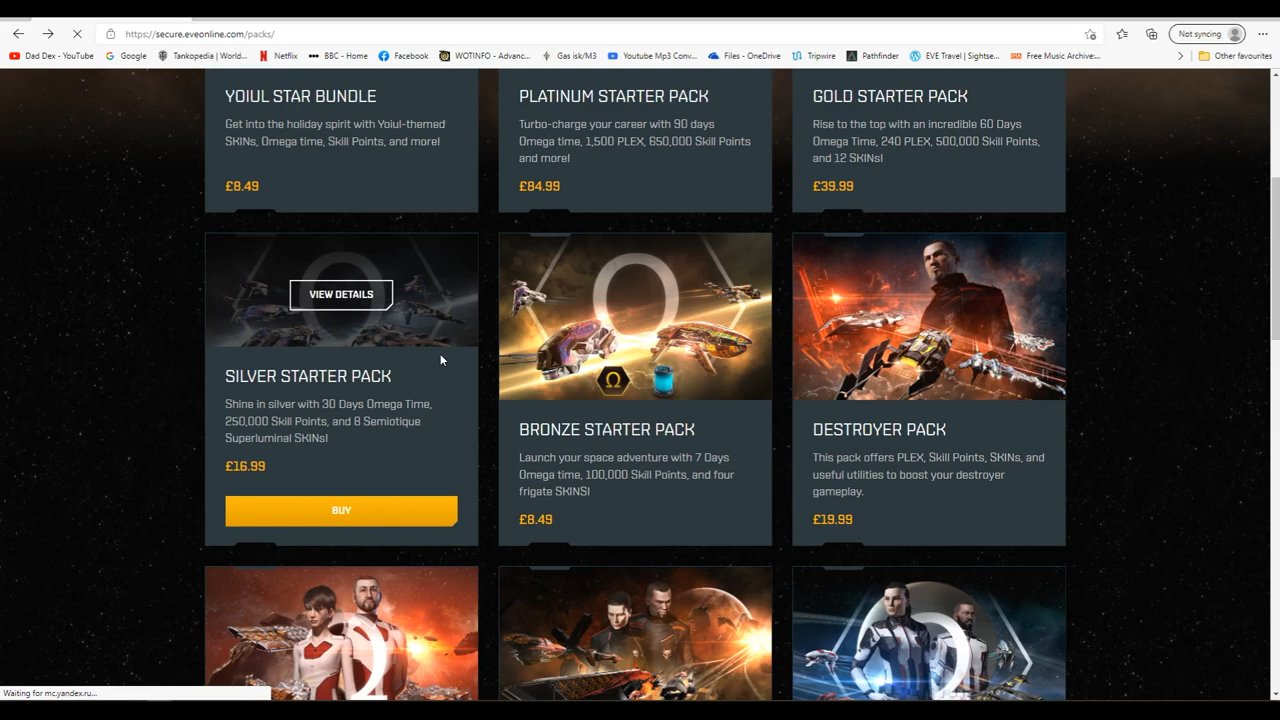 https://secure.eveonline.com/packs/
Not syncing
Dad Dex - YouTube
Google
Tankopedia | World...
Netflix
BBC - Home
Facebook
WOTINFO – Advanc...
Gas isk/M3
Youtube Mp3 Conv...
Files - OneDrive
Tripwire
Pathfinder
EVE Travel | Sightse...
Free Music Archive:...
Other favourites
YOIUL STAR BUNDLE
Get into the holiday spirit with Yoiul-themed
SKINs, Omega time, Skill Points, and more!
£8.49
PLATINUM STARTER PACK
Turbo-charge your career with 90 days
Omega time, 1,500 PLEX, 650,000 Skill Points
and more!
£84.99
GOLD STARTER PACK
Rise to the top with an incredible 60 Days
Omega Time, 240 PLEX, 500,000 Skill Points,
and 12 SKINs!
£39.99
VIEW DETAILS
SILVER STARTER PACK
Shine in silver with 30 Days Omega Time,
250,000 Skill Points, and 8 Semiotique
Superluminal SKINs!
£16.99
BUY
BRONZE STARTER PACK
Launch your space adventure with 7 Days
Omega time, 100,000 Skill Points, and four
frigate SKINS!
£8.49
DESTROYER PACK
This pack offers PLEX, Skill Points, SKINs, and
useful utilities to boost your destroyer
gameplay.
£19.99
Waiting for mc.yandex.ru...